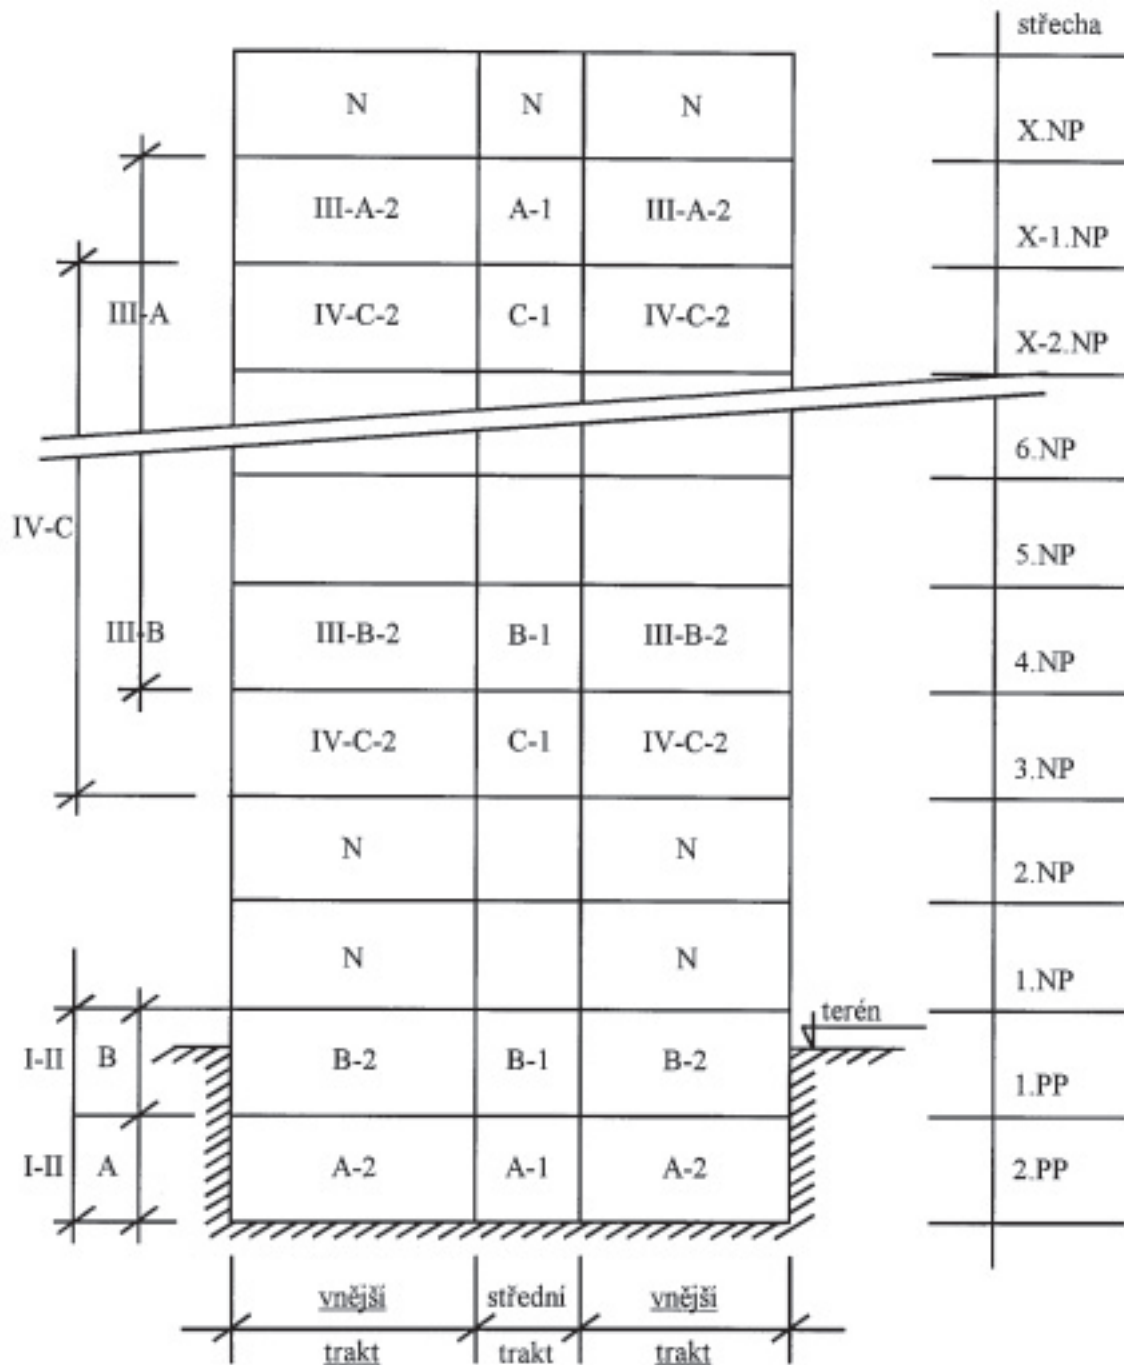 střecha
N N N X.NP
III-A-2 A-1 III-A-2 X-1.NP
III-A IV-C-2 C-1 IV-C-2 X-2.NP
6.NP
IV-C 5.NP
III-B III-B-2 B-1 III-B-2 4.NP
IV-C-2 C-1 IV-C-2 3.NP
N N 2.NP
N N 1.NP
terén
I-II B B-2 B-1 B-2 1.PP
I-II A A-2 A-1 A-2 2.PP
vnější střední vnější
trakt trakt trakt